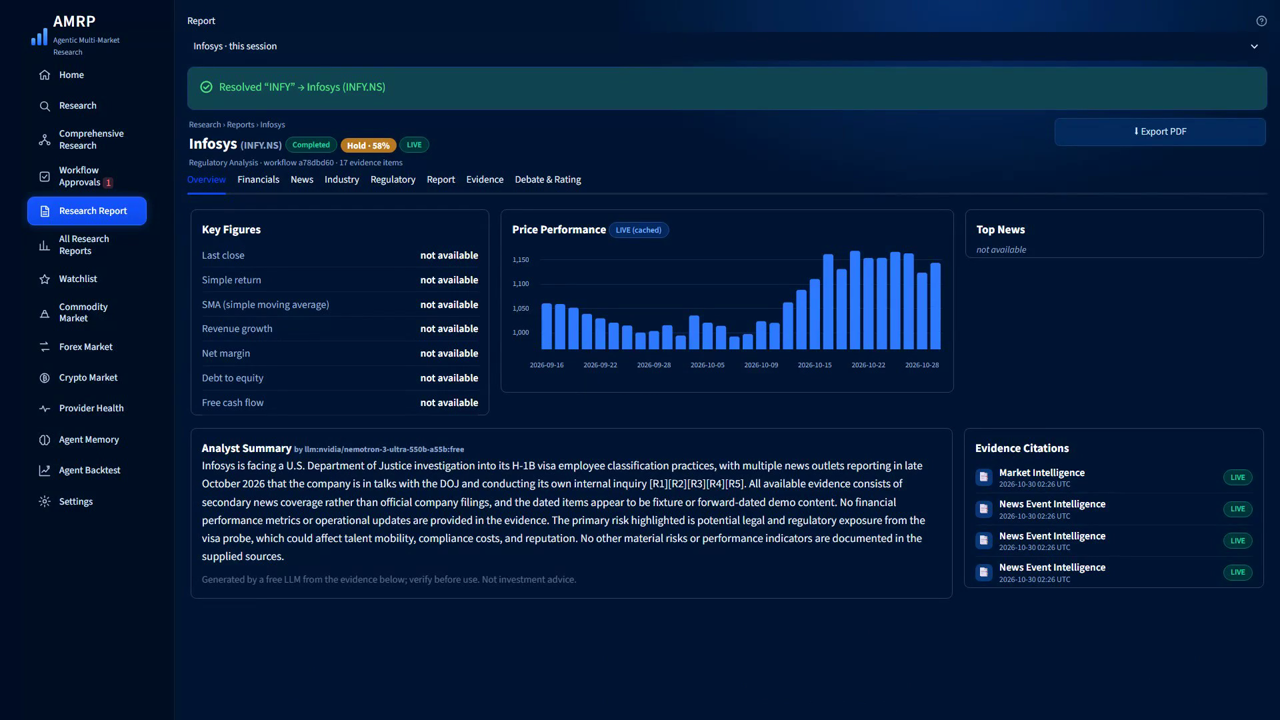 AMRP
Agentic Multi-Market
Research
Home
Research
Comprehensive
Research
Workflow
Approvals 1
Research Report
All Research
Reports
Watchlist
Commodity
Market
Forex Market
Crypto Market
Provider Health
Agent Memory
Agent Backtest
Settings
Report
Infosys · this session
Resolved “INFY” → Infosys (INFY.NS)
Research › Reports › Infosys
Infosys (INFY.NS) Completed Hold · 58% LIVE
Export PDF
Regulatory Analysis · workflow a78dbd60 · 17 evidence items
Overview Financials News Industry Regulatory Report Evidence Debate & Rating
Key Figures
Last close not available
Simple return not available
SMA (simple moving average) not available
Revenue growth not available
Net margin not available
Debt to equity not available
Free cash flow not available
Price Performance LIVE (cached)
1,150
1,100
1,050
1,000
2026-09-16 2026-09-22 2026-09-28 2026-10-05 2026-10-09 2026-10-15 2026-10-22 2026-10-28
Top News
not available
Analyst Summary by llm:nvidia/nemotron-3-ultra-550b-a55b:free
Infosys is facing a U.S. Department of Justice investigation into its H-1B visa employee classification practices, with multiple news outlets reporting in late
October 2026 that the company is in talks with the DOJ and conducting its own internal inquiry [R1][R2][R3][R4][R5]. All available evidence consists of
secondary news coverage rather than official company filings, and the dated items appear to be fixture or forward-dated demo content. No financial
performance metrics or operational updates are provided in the evidence. The primary risk highlighted is potential legal and regulatory exposure from the
visa probe, which could affect talent mobility, compliance costs, and reputation. No other material risks or performance indicators are documented in the
supplied sources.
Generated by a free LLM from the evidence below; verify before use. Not investment advice.
Evidence Citations
Market Intelligence
2026-10-30 02:26 UTC
LIVE
News Event Intelligence
2026-10-30 02:26 UTC
LIVE
News Event Intelligence
2026-10-30 02:26 UTC
LIVE
News Event Intelligence
2026-10-30 02:26 UTC
LIVE